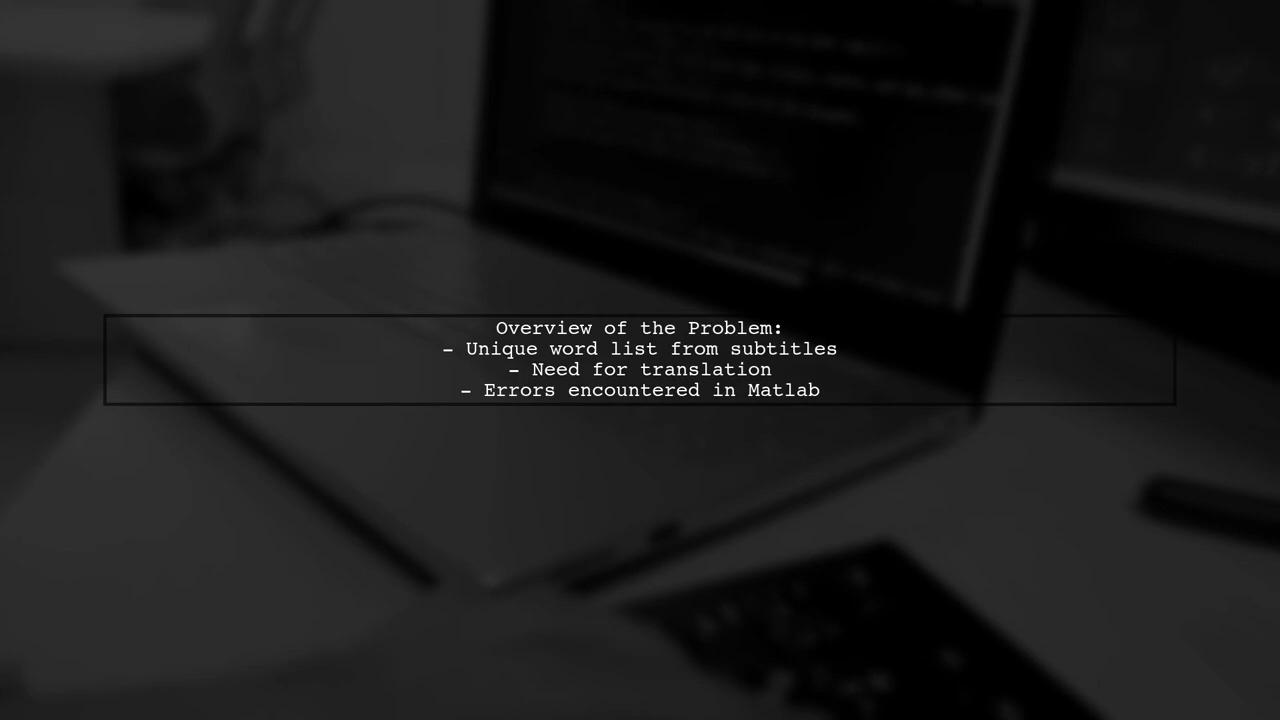 Overview of the Problem:
- Unique word list from subtitles
- Need for translation
- Errors encountered in Matlab